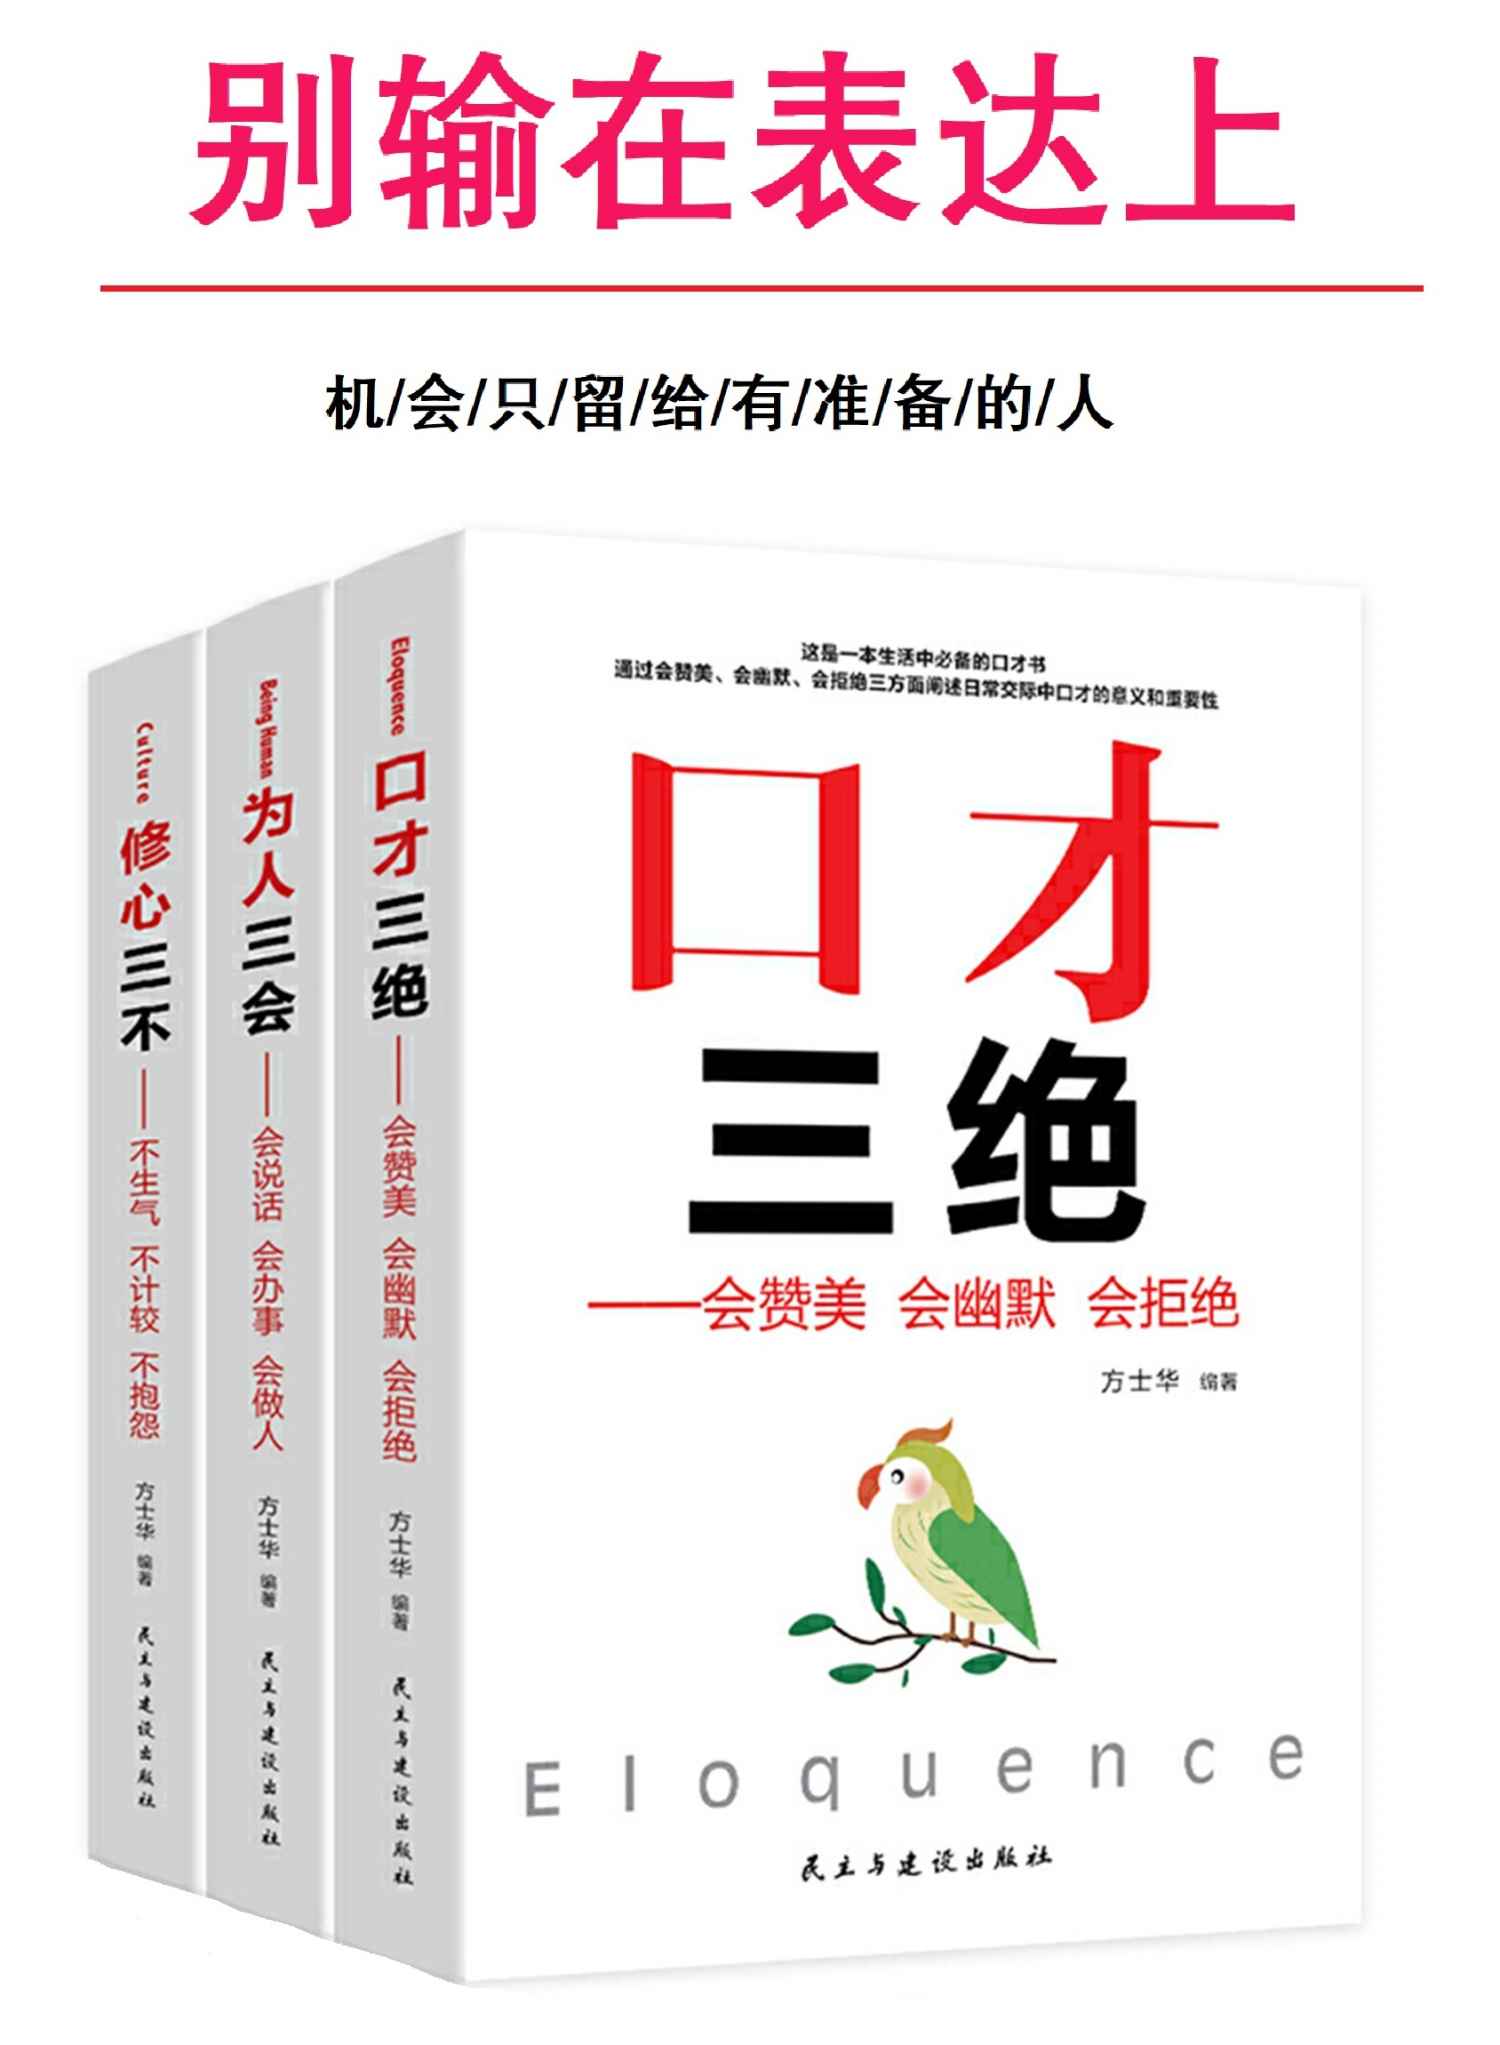 别输在表达上
机/会/只/留/给/有/准/备/的/人
Culture
修心三不
——不生气 不计较 不抱怨
方士华 编著
民主与建设出版社
Being Human
为人三会
——会说话 会办事 会做人
方士华 编著
民主与建设出版社
Eloquence
口才三绝
——会赞美 会幽默 会拒绝
方士华 编著
民主与建设出版社
这是一本生活中必备的口才书
通过会赞美、会幽默、会拒绝三方面阐述日常交际中口才的意义和重要性
口才
三绝
——会赞美 会幽默 会拒绝
方士华 编著
Eloquence
民主与建设出版社